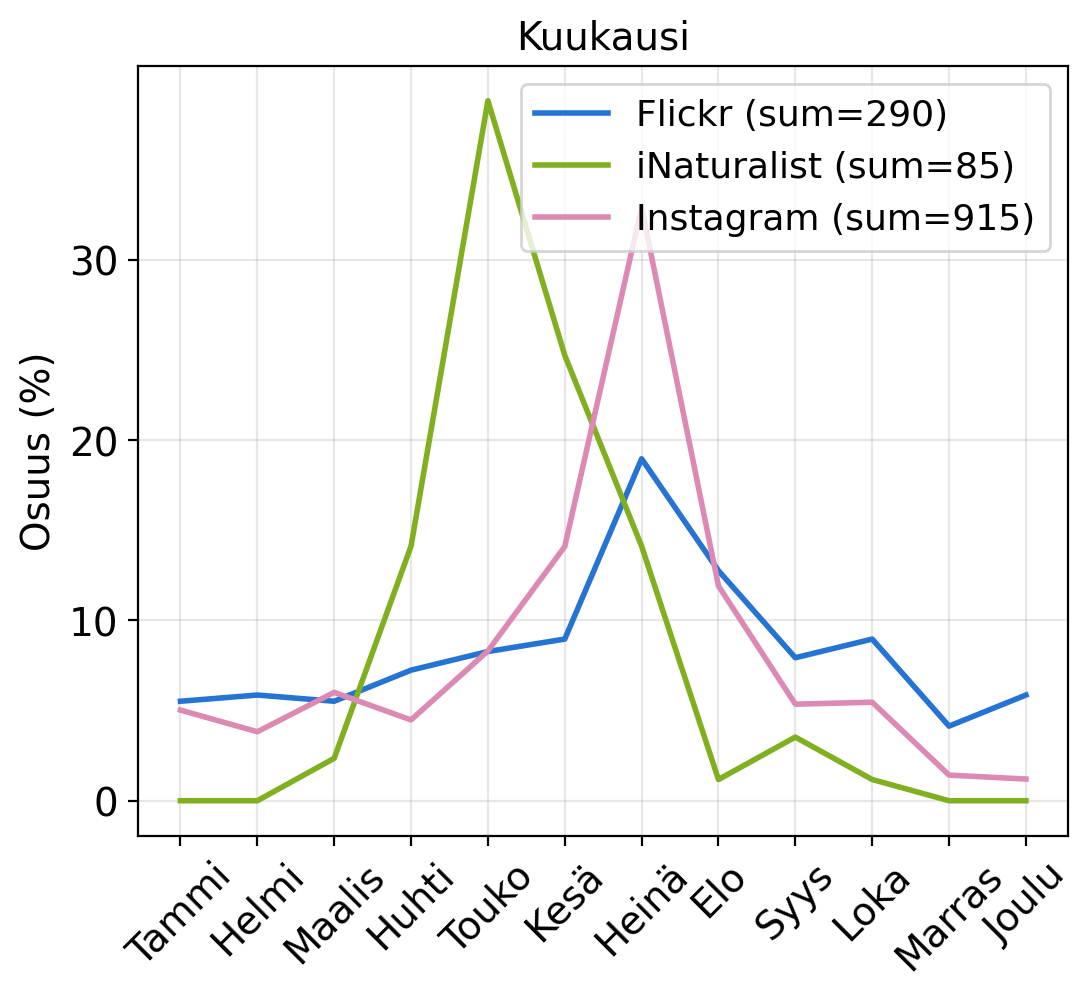 Kuukausi
Flickr (sum=290)
iNaturalist (sum=85)
Instagram (sum=915)
Osuus (%)
30
20
10
0
Tammi
Helmi
Maalis
Huhti
Touko
Kesä
Heinä
Elo
Syys
Loka
Marras
Joulu